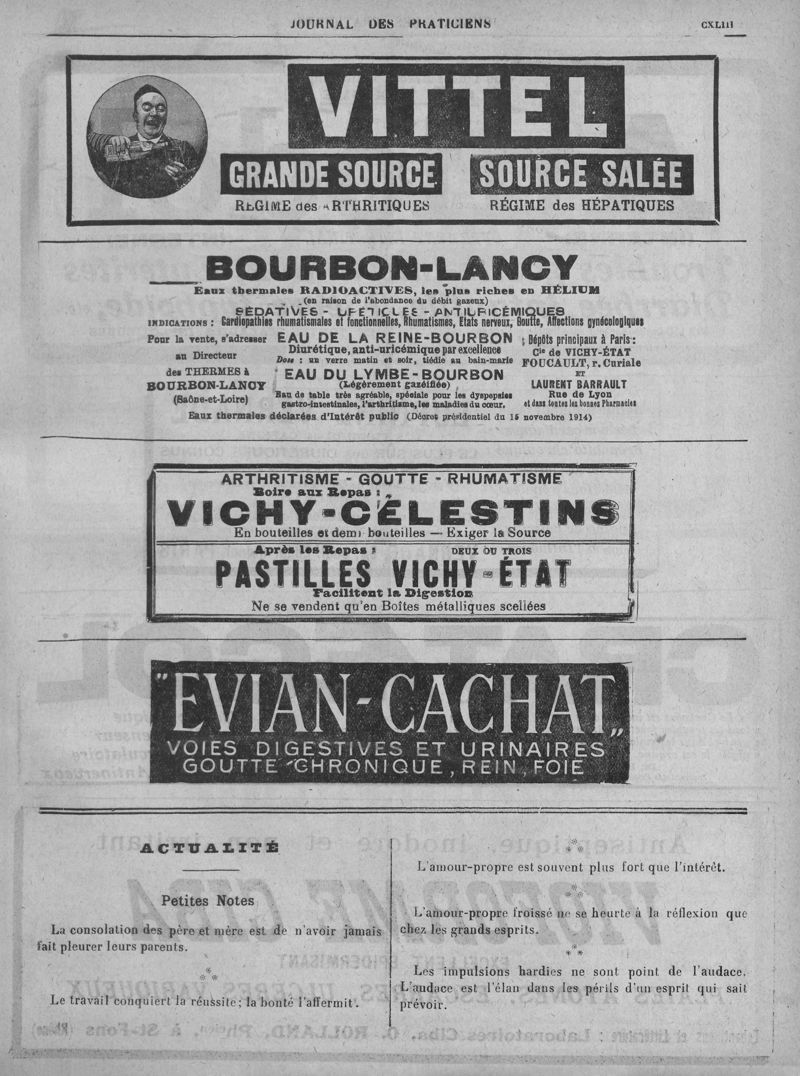 JOURNAL DES PRATICIENS
CXLIII
VITTEL
GRANDE SOURCE
SOURCE SALÉE
RÉGIME des ARTHRITIQUES
RÉGIME des HÉPATIQUES
BOURBON-LANCY
Eaux thermales RADIOACTIVES, les plus riches en HÉLIUM
(en raison de l'abondance du débit gazeux)
SÉDATIVES - - ANTIURICÉMIQUES
INDICATIONS : Cardiopathies rhumatismales et fonctionnelles, Rhumatismes, Etats nerveux, Goutte, Affections gynécologiques
Pour la vente, s'adresser
au Directeur
des THERMES à
BOURBON-LANCY
(Saône-et-Loire)
EAU DE LA REINE-BOURBON
Diurétique, anti-uricémique par excellence
Dose : un verre matin et soir, tiédie au bain-marie
EAU DU LYMBE-BOURBON
(Légèrement gazéifiée)
Eau de table très agréable, spéciale pour les dyspepsies
gastro-intestinales, l'arthritisme, les maladies du cœur.
Dépôts principaux à Paris :
Cie de VICHY-ÉTAT
FOUCAULT, r. Curiale
ET
LAURENT BARRAULT
Rue de Lyon
et dans toutes les bonnes Pharmacies
Eaux thermales déclarées d'Intérêt public (Décret présidentiel du 15 novembre 1914)
ARTHRITISME - GOUTTE - RHUMATISME
Boire aux Repas :
VICHY-CÉLESTINS
En bouteilles et demi bouteilles — Exiger la Source
Après les Repas : DEUX OU TROIS
PASTILLES VICHY-ÉTAT
Facilitent la Digestion
Ne se vendent qu'en Boîtes métalliques scellées
"EVIAN-CACHAT„
VOIES DIGESTIVES ET URINAIRES
GOUTTE CHRONIQUE, REIN, FOIE
ACTUALITÉ
Petites Notes
La consolation des père et mère est de n'avoir jamais
fait pleurer leurs parents.
Le travail conquiert la réussite ; la bonté l'affermit.
L'amour-propre est souvent plus fort que l'intérêt.
L'amour-propre froissé ne se heurte à la réflexion que
chez les grands esprits.
Les impulsions hardies ne sont point de l'audace.
L'audace est l'élan dans les périls d'un esprit qui sait
prévoir.